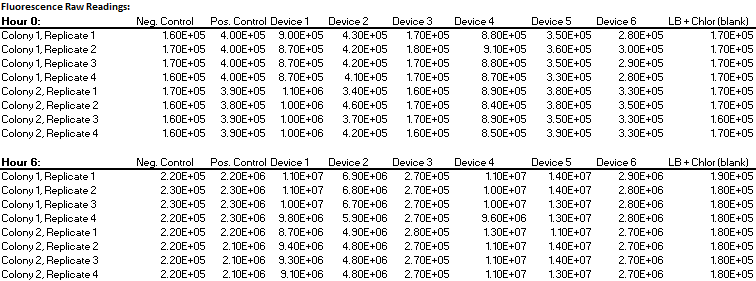 Fluorescence Raw Readings:
Hour 0: Neg. Control Pos. Control Device 1 Device 2 Device 3 Device 4 Device 5 Device 6 LB + Chlor (blank)
Colony 1, Replicate 1 1.60E+05 4.00E+05 9.00E+05 4.30E+05 1.70E+05 8.80E+05 3.50E+05 2.80E+05 1.70E+05
Colony 1, Replicate 2 1.70E+05 4.00E+05 8.70E+05 4.20E+05 1.80E+05 9.10E+05 3.60E+05 3.00E+05 1.70E+05
Colony 1, Replicate 3 1.70E+05 4.00E+05 8.70E+05 4.20E+05 1.70E+05 8.80E+05 3.50E+05 2.90E+05 1.70E+05
Colony 1, Replicate 4 1.60E+05 4.00E+05 8.70E+05 4.10E+05 1.70E+05 8.70E+05 3.30E+05 2.80E+05 1.70E+05
Colony 2, Replicate 1 1.70E+05 3.90E+05 1.10E+06 3.40E+05 1.60E+05 8.90E+05 3.80E+05 3.30E+05 1.70E+05
Colony 2, Replicate 2 1.60E+05 3.80E+05 1.00E+06 4.60E+05 1.70E+05 8.40E+05 3.80E+05 3.50E+05 1.70E+05
Colony 2, Replicate 3 1.60E+05 3.90E+05 1.00E+06 3.70E+05 1.70E+05 8.90E+05 3.50E+05 3.30E+05 1.60E+05
Colony 2, Replicate 4 1.60E+05 3.90E+05 1.00E+06 4.20E+05 1.60E+05 8.50E+05 3.90E+05 3.30E+05 1.70E+05
Hour 6: Neg. Control Pos. Control Device 1 Device 2 Device 3 Device 4 Device 5 Device 6 LB + Chlor (blank)
Colony 1, Replicate 1 2.20E+05 2.20E+06 1.10E+07 6.90E+06 2.70E+05 1.10E+07 1.40E+07 2.90E+06 1.90E+05
Colony 1, Replicate 2 2.30E+05 2.30E+06 1.10E+07 6.80E+06 2.70E+05 1.00E+07 1.40E+07 2.80E+06 1.80E+05
Colony 1, Replicate 3 2.30E+05 2.30E+06 1.00E+07 6.70E+06 2.70E+05 1.00E+07 1.30E+07 2.80E+06 1.80E+05
Colony 1, Replicate 4 2.20E+05 2.30E+06 9.80E+06 5.90E+06 2.70E+05 9.60E+06 1.30E+07 2.80E+06 1.80E+05
Colony 2, Replicate 1 2.20E+05 2.20E+06 8.70E+06 4.90E+06 2.80E+05 1.30E+07 1.10E+07 2.70E+06 1.80E+05
Colony 2, Replicate 2 2.20E+05 2.10E+06 9.40E+06 4.80E+06 2.70E+05 1.10E+07 1.40E+07 2.70E+06 1.80E+05
Colony 2, Replicate 3 2.20E+05 2.10E+06 9.30E+06 4.80E+06 2.70E+05 1.10E+07 1.40E+07 2.70E+06 1.80E+05
Colony 2, Replicate 4 2.20E+05 2.10E+06 9.10E+06 4.80E+06 2.70E+05 1.10E+07 1.30E+07 2.70E+06 1.80E+05